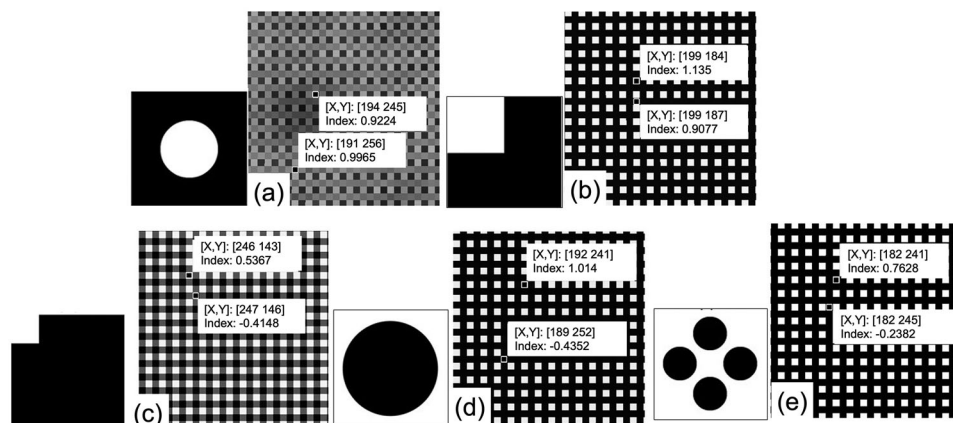 [X,Y]: [194 245]
Index: 0.9224
[X,Y]: [191 256]
Index: 0.9965
(a)
[X,Y]: [199 184]
Index: 1.135
[X,Y]: [199 187]
Index: 0.9077
(b)
[X,Y]: [246 143]
Index: 0.5367
[X,Y]: [247 146]
Index: -0.4148
(c)
[X,Y]: [192 241]
Index: 1.014
[X,Y]: [189 252]
Index: -0.4352
(d)
[X,Y]: [182 241]
Index: 0.7628
[X,Y]: [182 245]
Index: -0.2382
(e)